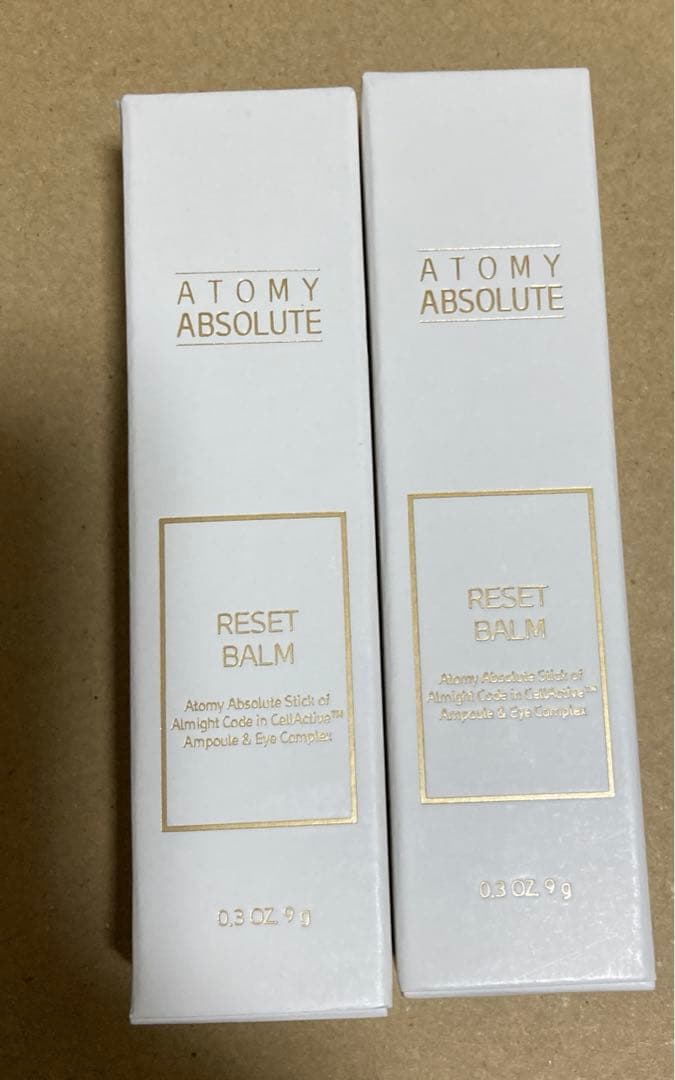 ATOMY
ABSOLUTE
RESET
BALM
Atomy Absolute Stick of
Almight Code in CellActive™
Ampoule & Eye Complex
0.3 OZ. 9 g
ATOMY
ABSOLUTE
RESET
BALM
Atomy Absolute Stick of
Almight Code in CellActive™
Ampoule & Eye Complex
0.3 OZ. 9 g